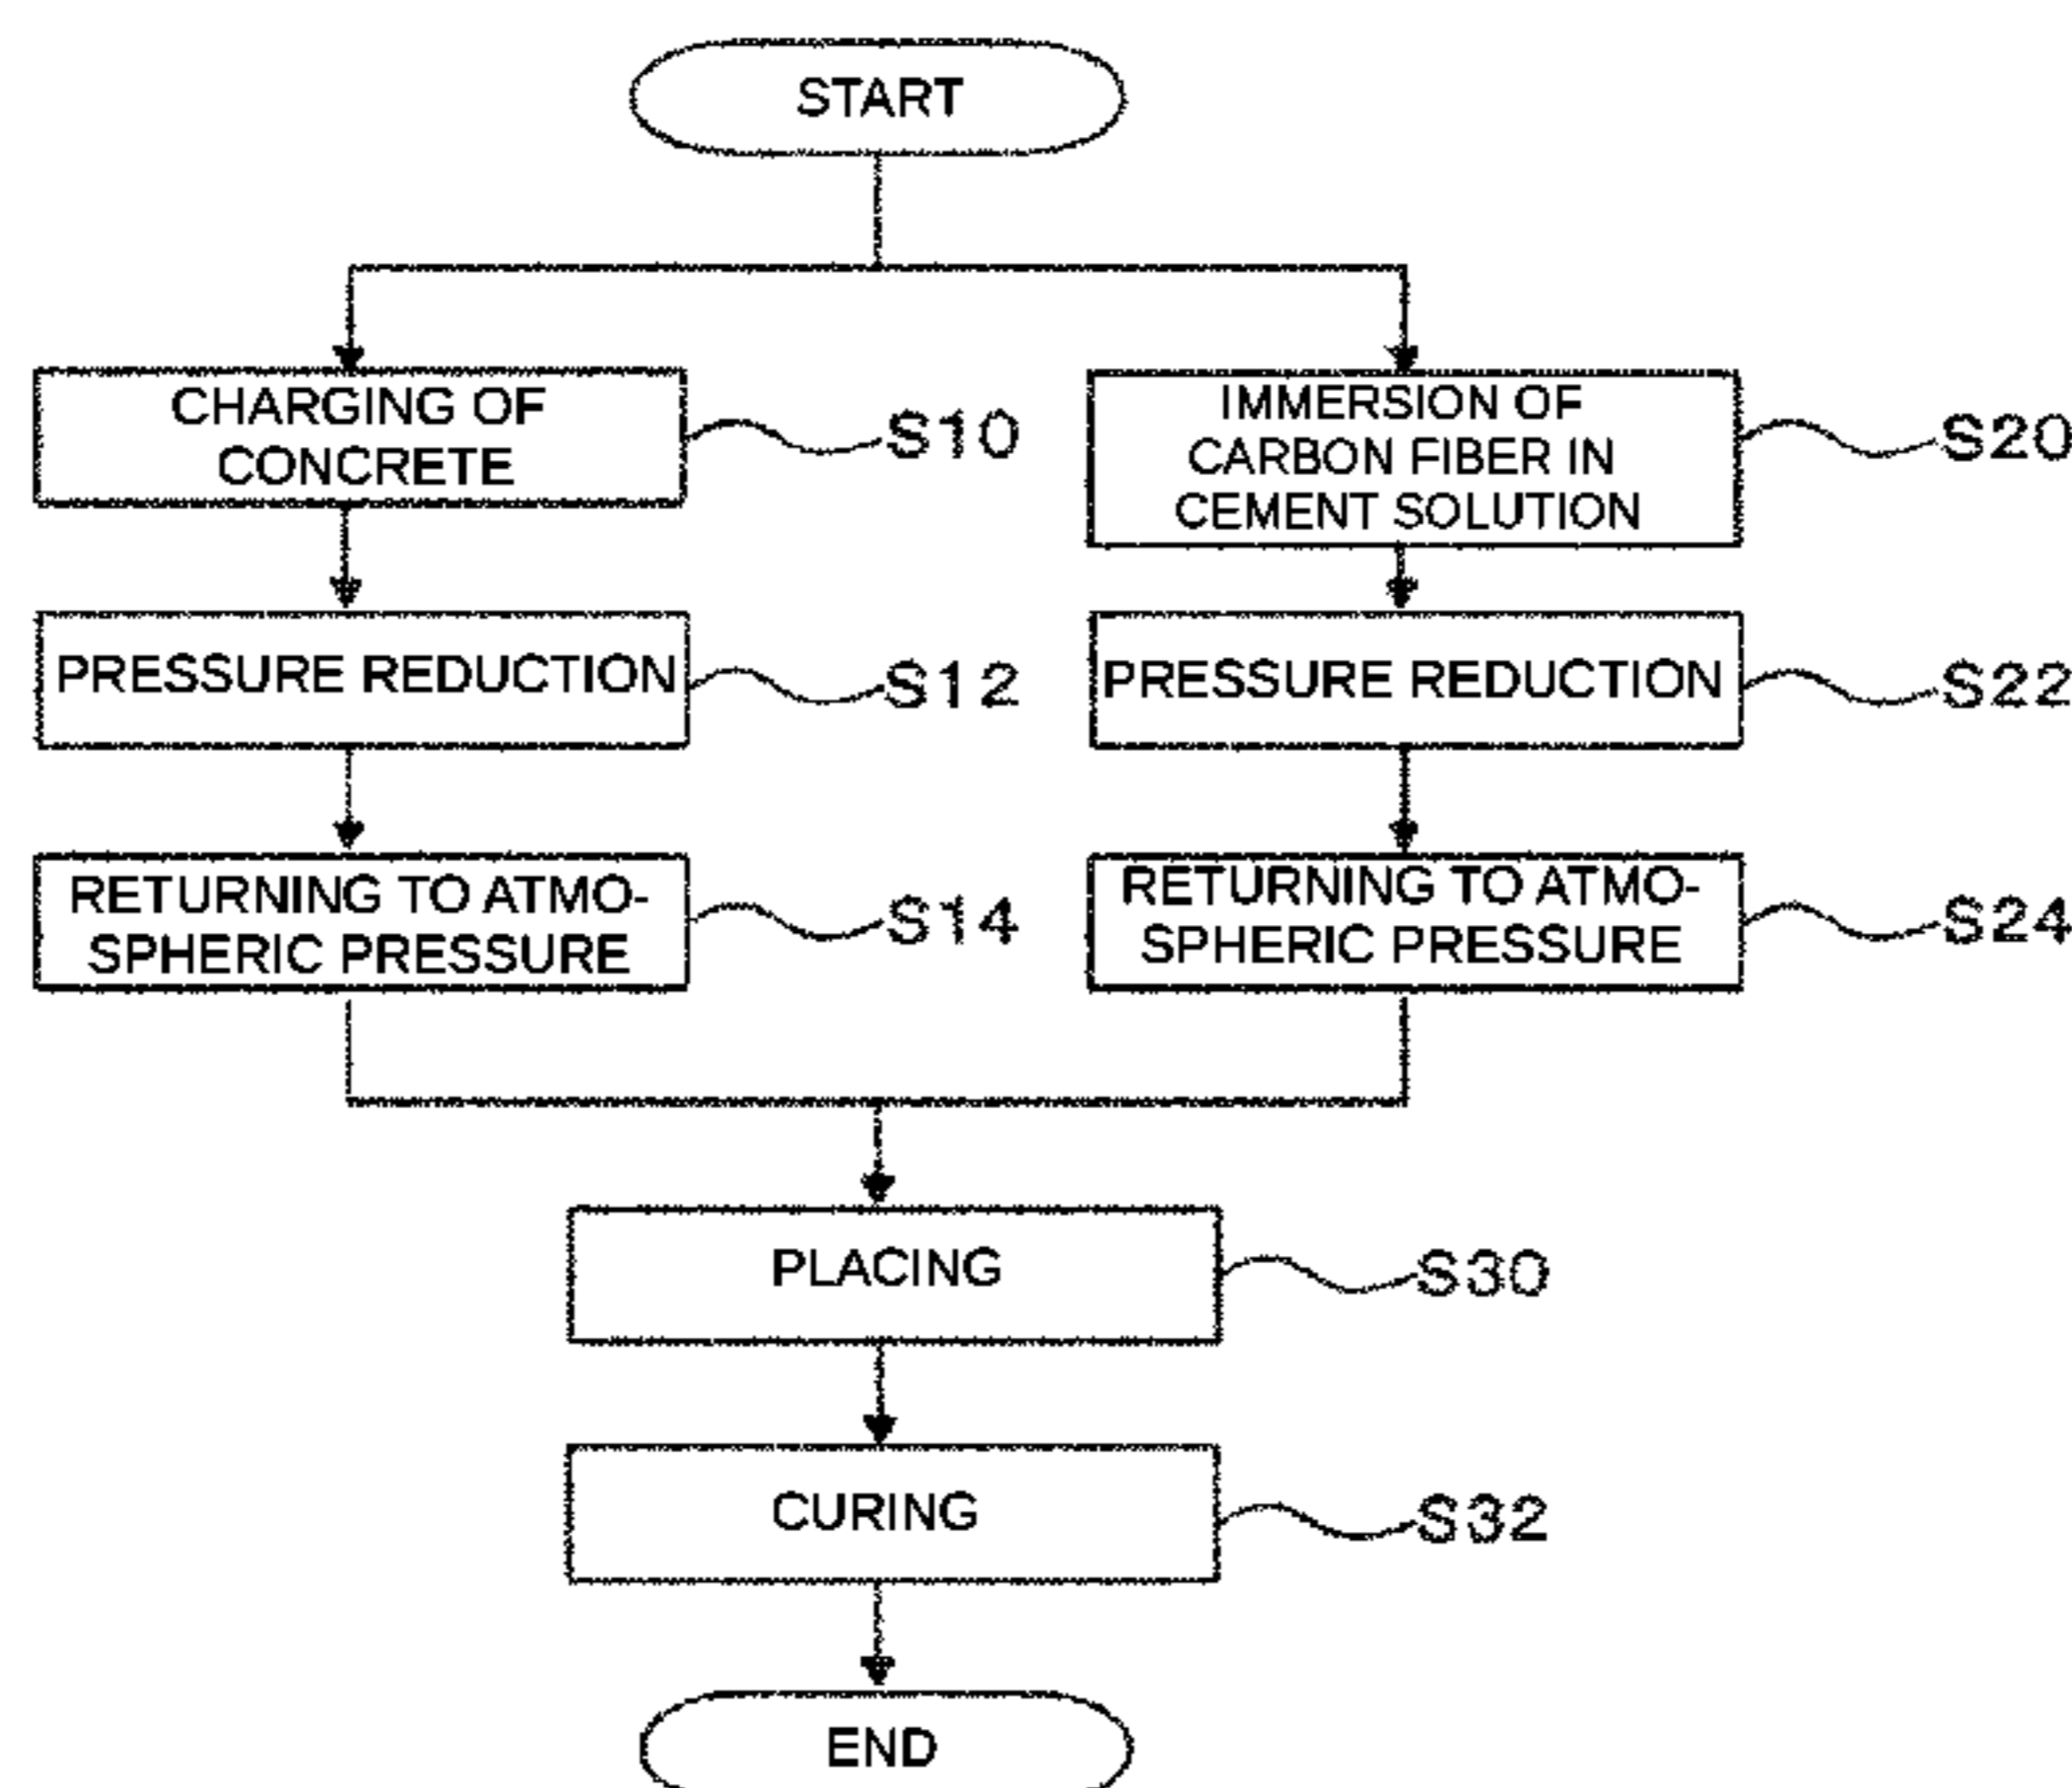 START
CHARGING OF
CONCRETE
S10
IMMERSION OF
CARBON FIBER IN
CEMENT SOLUTION
S20
PRESSURE REDUCTION
S12
PRESSURE REDUCTION
S22
RETURNING TO ATMO-
SPHERIC PRESSURE
S14
RETURNING TO ATMO-
SPHERIC PRESSURE
S24
PLACING
S30
CURING
S32
END